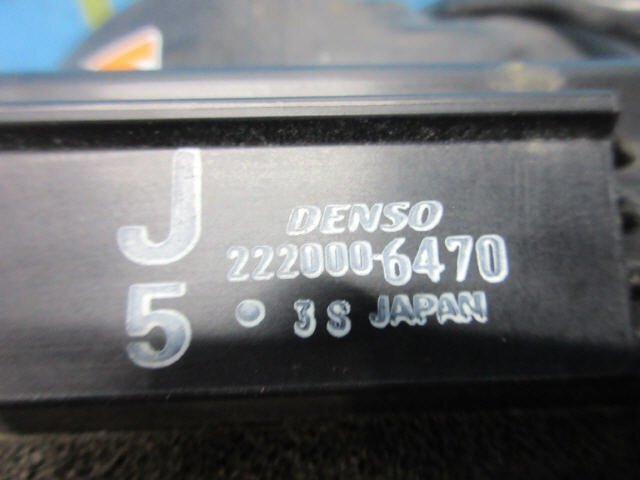 J
DENSO
222000-6470
5 • 3S JAPAN